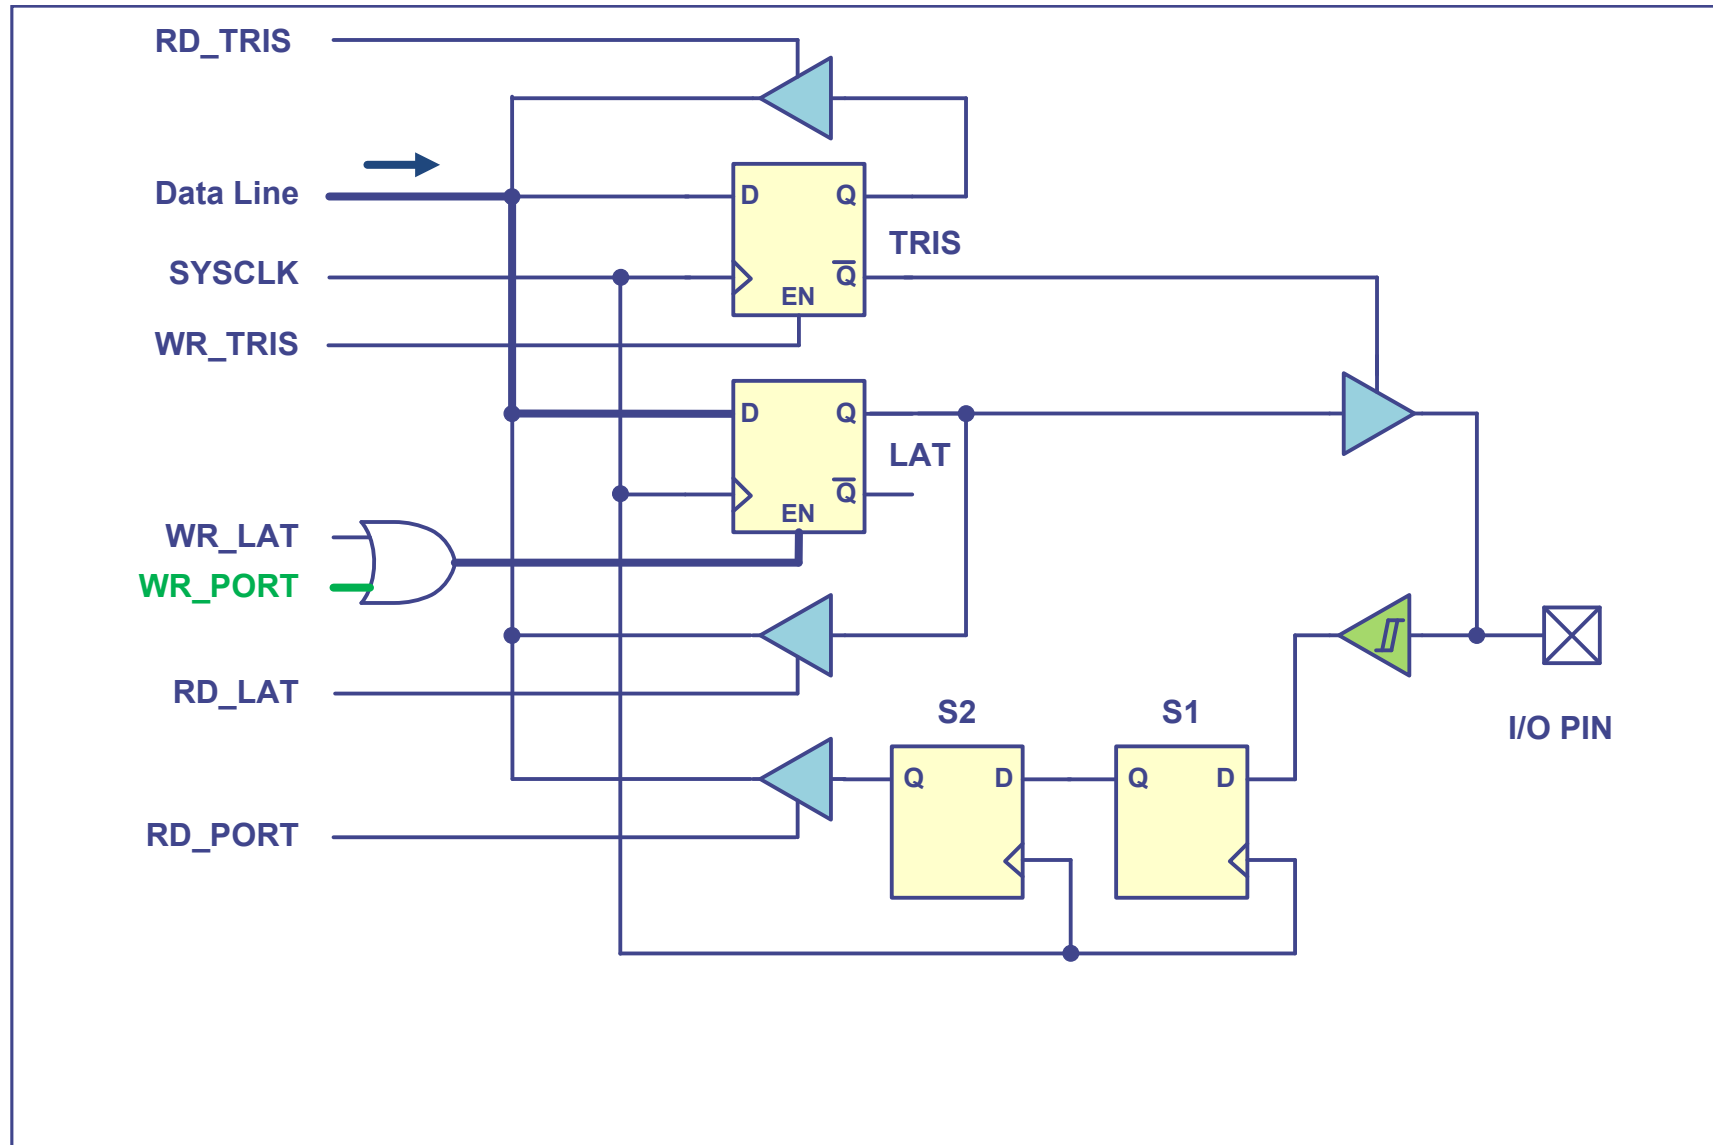 RD_TRIS
Data Line
D Q
TRIS
SYSCLK
Q
EN
WR_TRIS
D Q
LAT
Q
EN
WR_LAT
WR_PORT
RD_LAT
S2 S1
I/O PIN
Q D Q D
RD_PORT